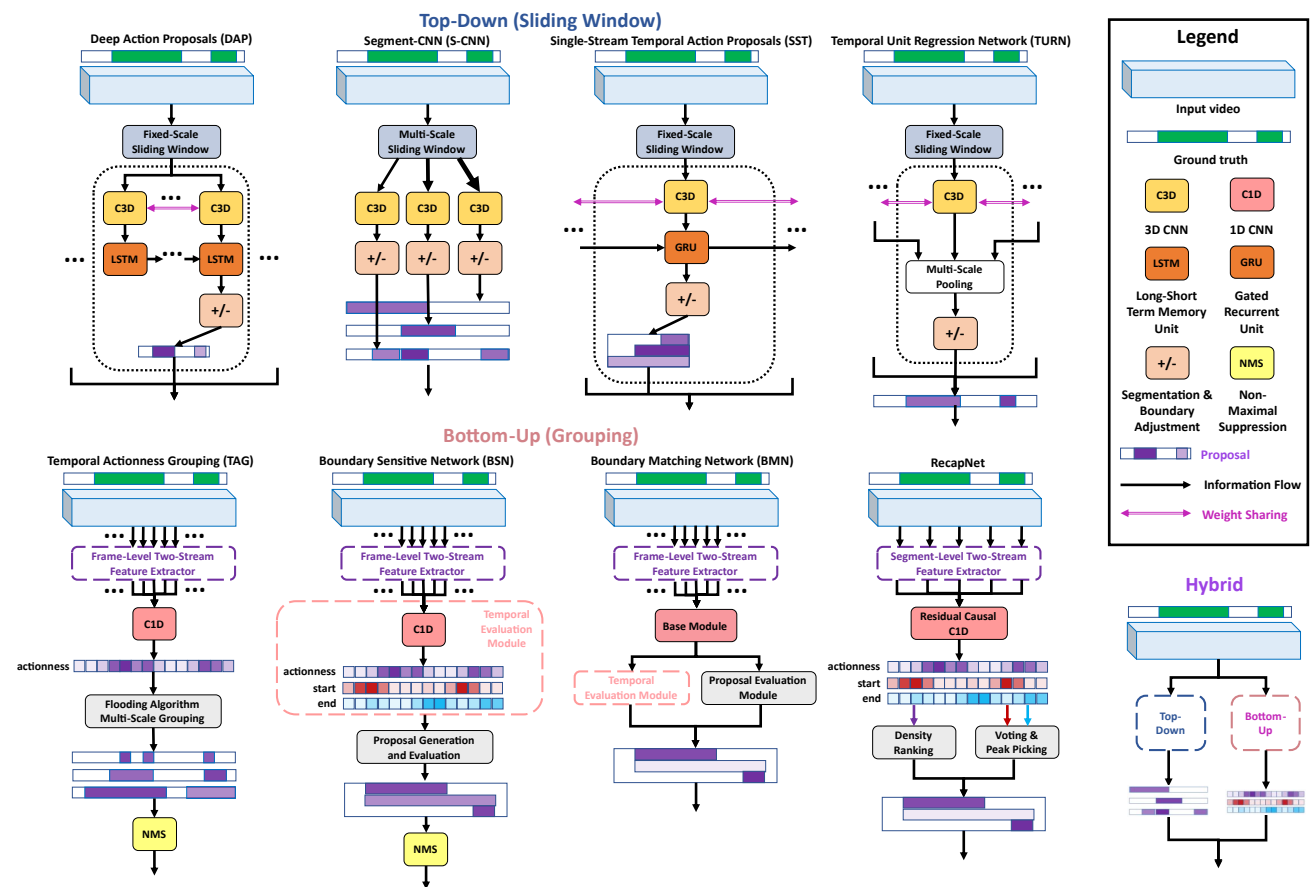 Top-Down (Sliding Window)
Deep Action Proposals (DAP)
Fixed-Scale
Sliding Window
...
C3D
C3D
...
LSTM
...
LSTM
...
+/-
Segment-CNN (S-CNN)
Multi-Scale
Sliding Window
C3D
C3D
C3D
+/-
+/-
+/-
Single-Stream Temporal Action Proposals (SST)
Fixed-Scale
Sliding Window
...
C3D
...
...
GRU
+/-
Temporal Unit Regression Network (TURN)
Fixed-Scale
Sliding Window
...
C3D
...
Multi-Scale
Pooling
+/-
Legend
Input video
Ground truth
C3D
C1D
3D CNN
1D CNN
LSTM
GRU
Long-Short
Term Memory
Unit
Gated
Recurrent
Unit
+/-
NMS
Segmentation &
Boundary
Adjustment
Non-
Maximal
Suppression
Proposal
Information Flow
Weight Sharing
Bottom-Up (Grouping)
Temporal Actionness Grouping (TAG)
...
...
Frame-Level Two-Stream
Feature Extractor
...
...
C1D
actionness
Flooding Algorithm
Multi-Scale Grouping
NMS
Boundary Sensitive Network (BSN)
...
...
Frame-Level Two-Stream
Feature Extractor
...
...
C1D
Temporal
Evaluation
Module
actionness
start
end
Proposal Generation
and Evaluation
NMS
Boundary Matching Network (BMN)
...
...
Frame-Level Two-Stream
Feature Extractor
...
...
Base Module
Temporal
Evaluation Module
Proposal Evaluation
Module
RecapNet
Segment-Level Two-Stream
Feature Extractor
Residual Causal
C1D
actionness
start
end
Density
Ranking
Voting &
Peak Picking
Hybrid
Top-
Down
Bottom-
Up